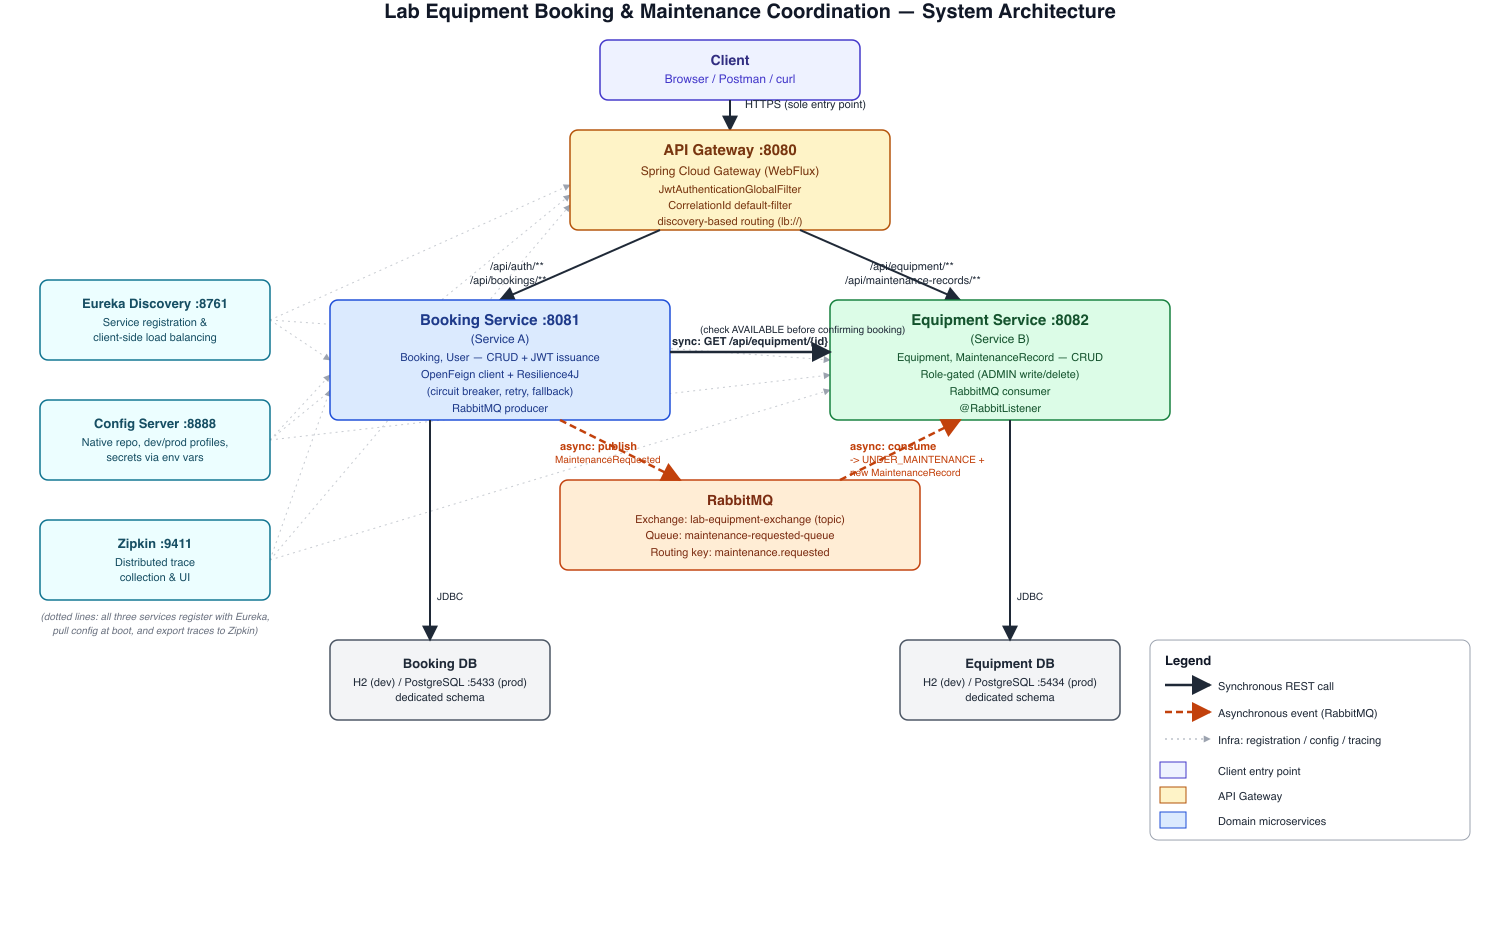 Lab Equipment Booking & Maintenance Coordination — System Architecture
Client
Browser / Postman / curl
HTTPS (sole entry point)
API Gateway :8080
Spring Cloud Gateway (WebFlux)
JwtAuthenticationGlobalFilter
CorrelationId default-filter
discovery-based routing (lb://)
/api/auth/**
/api/bookings/**
/api/equipment/**
/api/maintenance-records/**
Eureka Discovery :8761
Service registration &
client-side load balancing
Config Server :8888
Native repo, dev/prod profiles,
secrets via env vars
Zipkin :9411
Distributed trace
collection & UI
(dotted lines: all three services register with Eureka,
pull config at boot, and export traces to Zipkin)
Booking Service :8081
(Service A)
Booking, User — CRUD + JWT issuance
OpenFeign client + Resilience4J
(circuit breaker, retry, fallback)
RabbitMQ producer
(check AVAILABLE before confirming booking)
sync: GET /api/equipment/{id}
Equipment Service :8082
(Service B)
Equipment, MaintenanceRecord — CRUD
Role-gated (ADMIN write/delete)
RabbitMQ consumer
@RabbitListener
async: publish
MaintenanceRequested
async: consume
-> UNDER_MAINTENANCE +
new MaintenanceRecord
RabbitMQ
Exchange: lab-equipment-exchange (topic)
Queue: maintenance-requested-queue
Routing key: maintenance.requested
JDBC
JDBC
Booking DB
H2 (dev) / PostgreSQL :5433 (prod)
dedicated schema
Equipment DB
H2 (dev) / PostgreSQL :5434 (prod)
dedicated schema
Legend
Synchronous REST call
Asynchronous event (RabbitMQ)
Infra: registration / config / tracing
Client entry point
API Gateway
Domain microservices